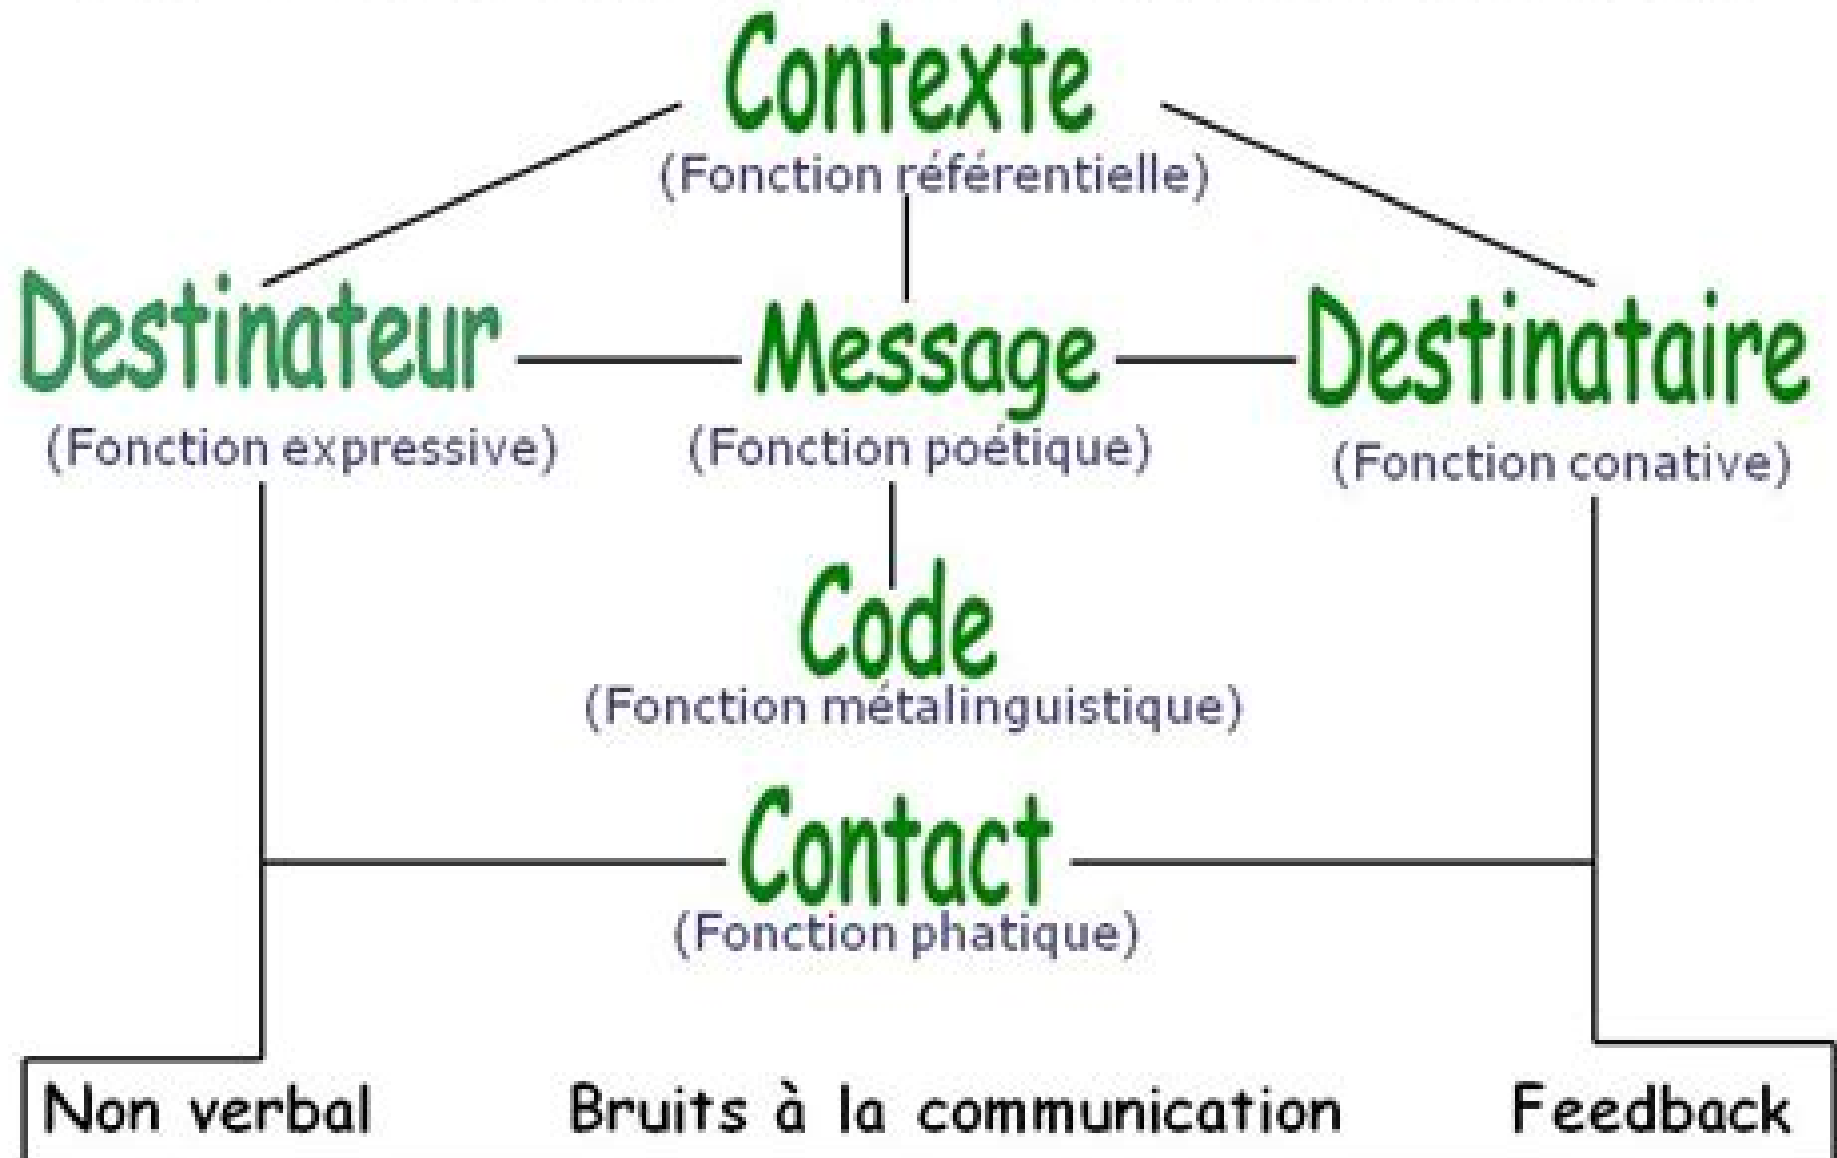 Contexte
(Fonction référentielle)
Destinateur Message Destinataire
(Fonction expressive) (Fonction poétique) (Fonction conative)
Code
(Fonction métalinguistique)
Contact
(Fonction phatique)
Non verbal Bruits à la communication Feedback